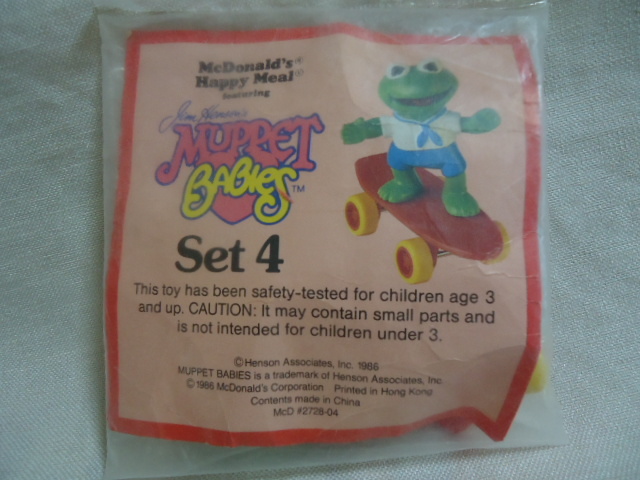 McDonald's®
Happy Meal®
featuring
Jim Henson's
MUPPET
BABIES™
Set 4
This toy has been safety-tested for children age 3
and up. CAUTION: It may contain small parts and
is not intended for children under 3.
©Henson Associates, Inc. 1986
MUPPET BABIES is a trademark of Henson Associates, Inc.
©1986 McDonald's Corporation Printed in Hong Kong
Contents made in China
McD #2728-04